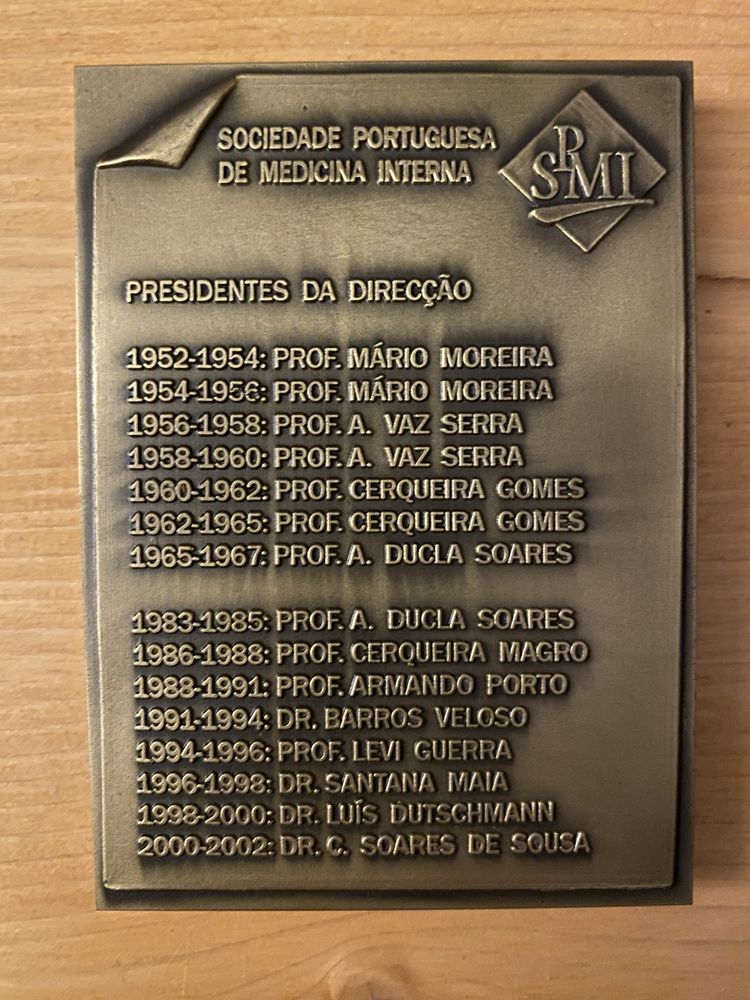 SOCIEDADE PORTUGUESA
DE MEDICINA INTERNA
SPMI
PRESIDENTES DA DIRECÇÃO
1952-1954: PROF. MÁRIO MOREIRA
1954-1956: PROF. MÁRIO MOREIRA
1956-1958: PROF. A. VAZ SERRA
1958-1960: PROF. A. VAZ SERRA
1960-1962: PROF. CERQUEIRA GOMES
1962-1965: PROF. CERQUEIRA GOMES
1965-1967: PROF. A. DUCLA SOARES
1983-1985: PROF. A. DUCLA SOARES
1986-1988: PROF. CERQUEIRA MAGRO
1988-1991: PROF. ARMANDO PORTO
1991-1994: DR. BARROS VELOSO
1994-1996: PROF. LEVI GUERRA
1996-1998: DR. SANTANA MAIA
1998-2000: DR. LUÍS DUTSCHMANN
2000-2002: DR. C. SOARES DE SOUSA